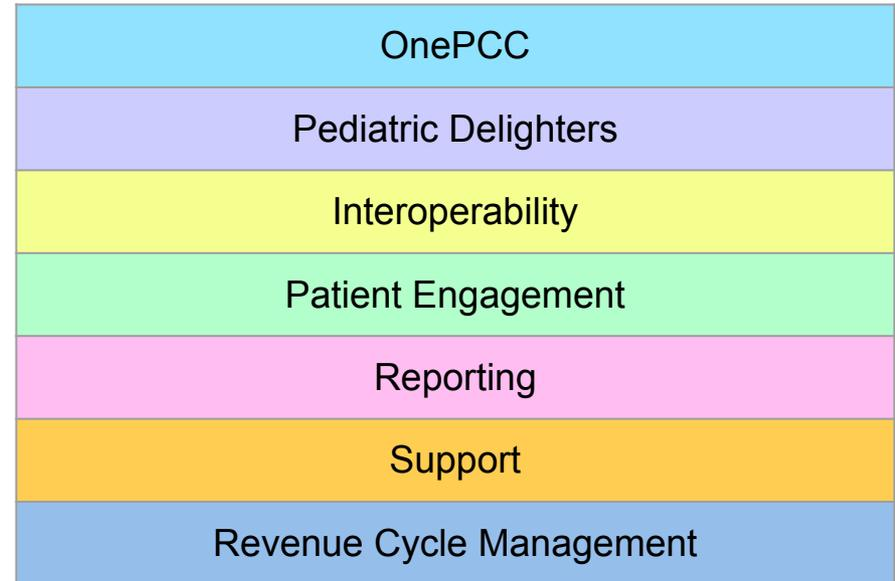 OnePCC
Pediatric Delighters
Interoperability
Patient Engagement
Reporting
Support
Revenue Cycle Management